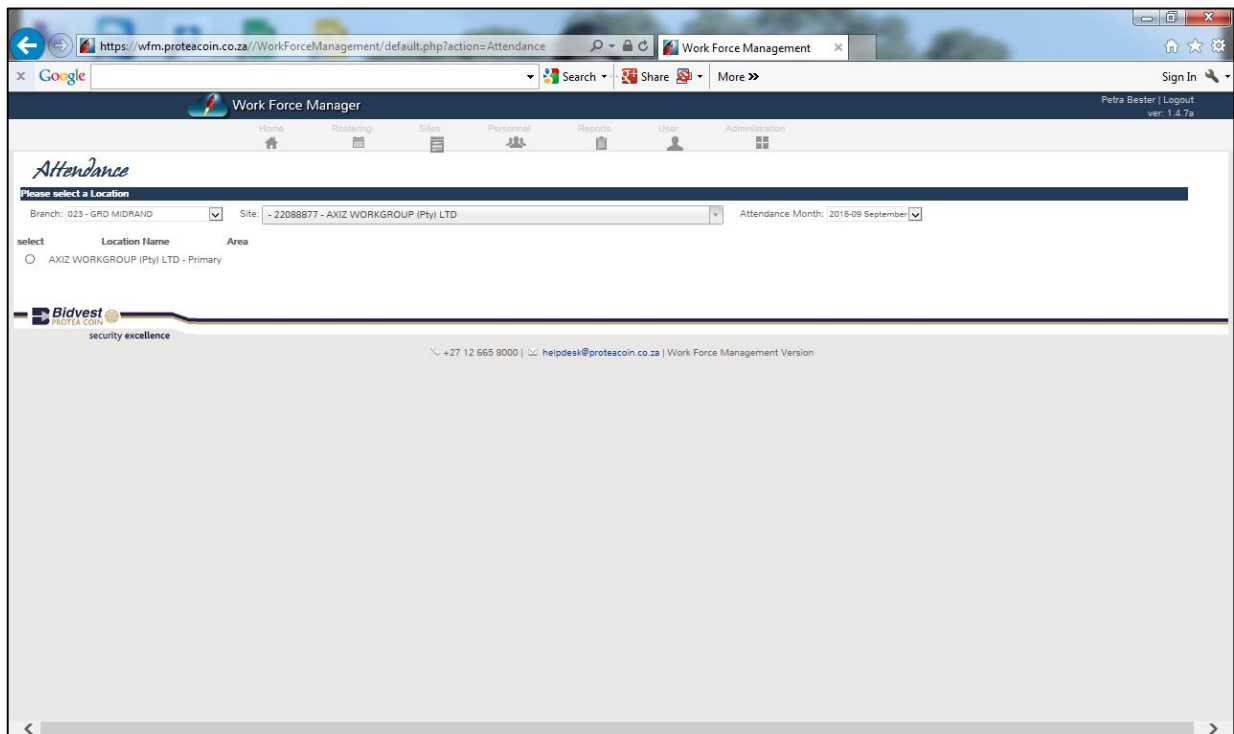 https://wfm.proteacoin.co.za//WorkForceManagement/default.php?action=Attendance
Work Force Management
Google
Search
Share
More »
Sign In
Work Force Manager
Petra Bester | Logout
ver: 1.4.7a
Home Rostering Sites Personnel Reports User Administration
Attendance
Please select a Location
Branch: 023 - GRD MIDRAND Site: - 22088877 - AXIZ WORKGROUP (Pty) LTD Attendance Month: 2015-09 September
select Location Name Area
AXIZ WORKGROUP (Pty) LTD - Primary
Bidvest
PROTEA COIN
security excellence
+27 12 665 8000 | helpdesk@proteacoin.co.za | Work Force Management Version